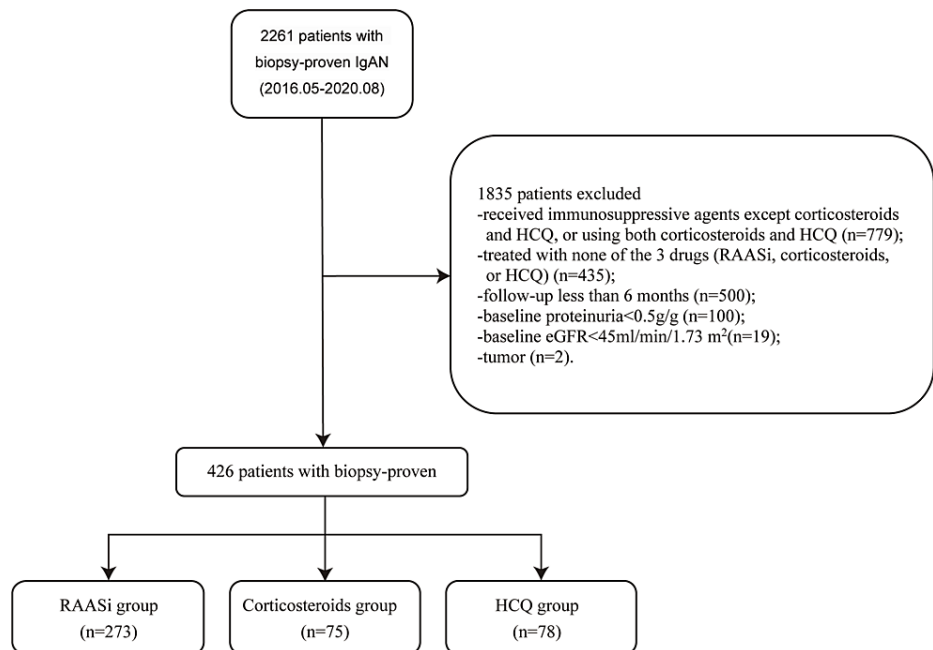 2261 patients with
biopsy-proven IgAN
(2016.05-2020.08)
1835 patients excluded
-received immunosuppressive agents except corticosteroids
and HCQ, or using both corticosteroids and HCQ (n=779);
-treated with none of the 3 drugs (RAASi, corticosteroids,
or HCQ) (n=435);
-follow-up less than 6 months (n=500);
-baseline proteinuria<0.5g/g (n=100);
-baseline eGFR<45ml/min/1.73 m²(n=19);
-tumor (n=2).
426 patients with biopsy-proven
RAASi group
(n=273)
Corticosteroids group
(n=75)
HCQ group
(n=78)